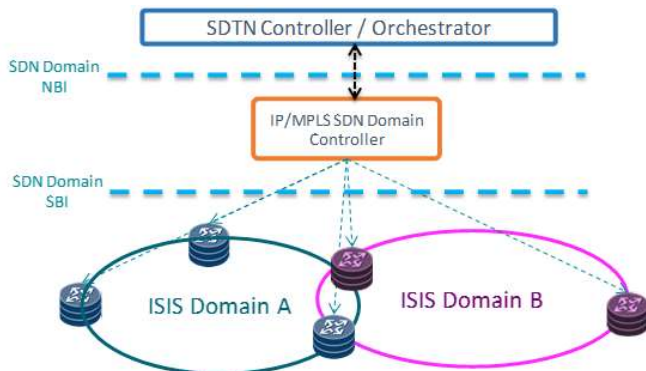 SDTN Controller / Orchestrator
SDN Domain
NBI
IP/MPLS SDN Domain
Controller
SDN Domain
SBI
ISIS Domain A
ISIS Domain B